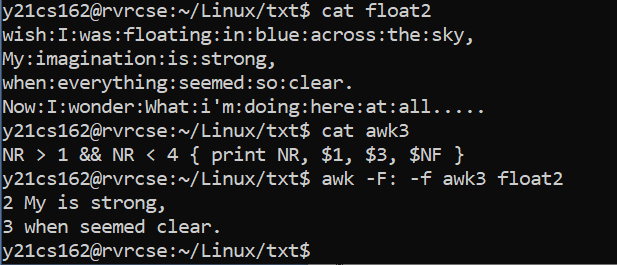 y21cs162@rvrcse:~/Linux/txt$ cat float2
wish:I:was:floating:in:blue:across:the:sky,
My:imagination:is:strong,
when:everything:seemed:so:clear.
Now:I:wonder:What:i'm:doing:here:at:all.....
y21cs162@rvrcse:~/Linux/txt$ cat awk3
NR > 1 && NR < 4 { print NR, $1, $3, $NF }
y21cs162@rvrcse:~/Linux/txt$ awk -F: -f awk3 float2
2 My is strong,
3 when seemed clear.
y21cs162@rvrcse:~/Linux/txt$